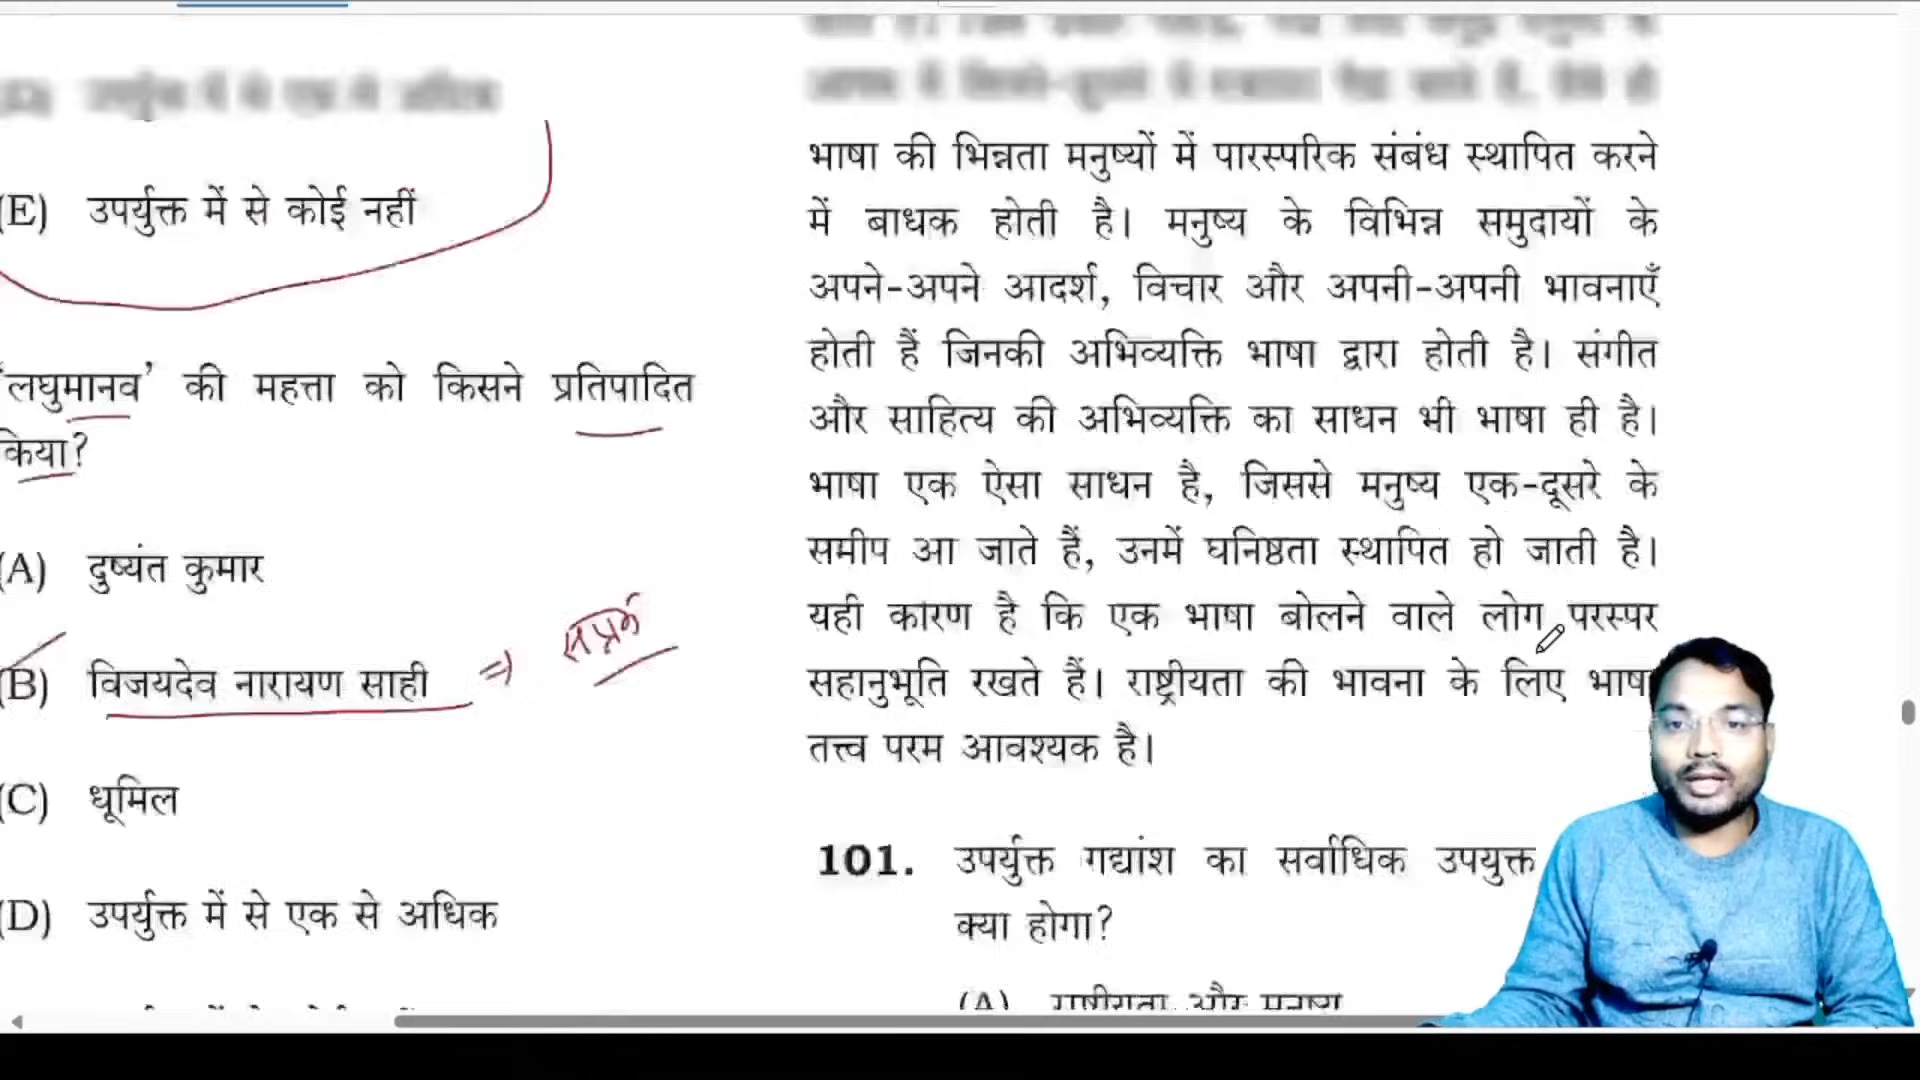 (E) उपर्युक्त में से कोई नहीं
'लघुमानव' की महत्ता को किसने प्रतिपादित
किया?
(A) दुष्यंत कुमार
(B) विजयदेव नारायण साही ⇒
(C) धूमिल
(D) उपर्युक्त में से एक से अधिक
भाषा की भिन्नता मनुष्यों में पारस्परिक संबंध स्थापित करने
में बाधक होती है। मनुष्य के विभिन्न समुदायों के
अपने-अपने आदर्श, विचार और अपनी-अपनी भावनाएँ
होती हैं जिनकी अभिव्यक्ति भाषा द्वारा होती है। संगीत
और साहित्य की अभिव्यक्ति का साधन भी भाषा ही है।
भाषा एक ऐसा साधन है, जिससे मनुष्य एक-दूसरे के
समीप आ जाते हैं, उनमें घनिष्ठता स्थापित हो जाती है।
यही कारण है कि एक भाषा बोलने वाले लोग परस्पर
सहानुभूति रखते हैं। राष्ट्रीयता की भावना के लिए
तत्त्व परम आवश्यक है।
101. उपर्युक्त गद्यांश का सर्वाधिक उपयुक्त
क्या होगा?
(A) राष्ट्रीयता और मनुष्य